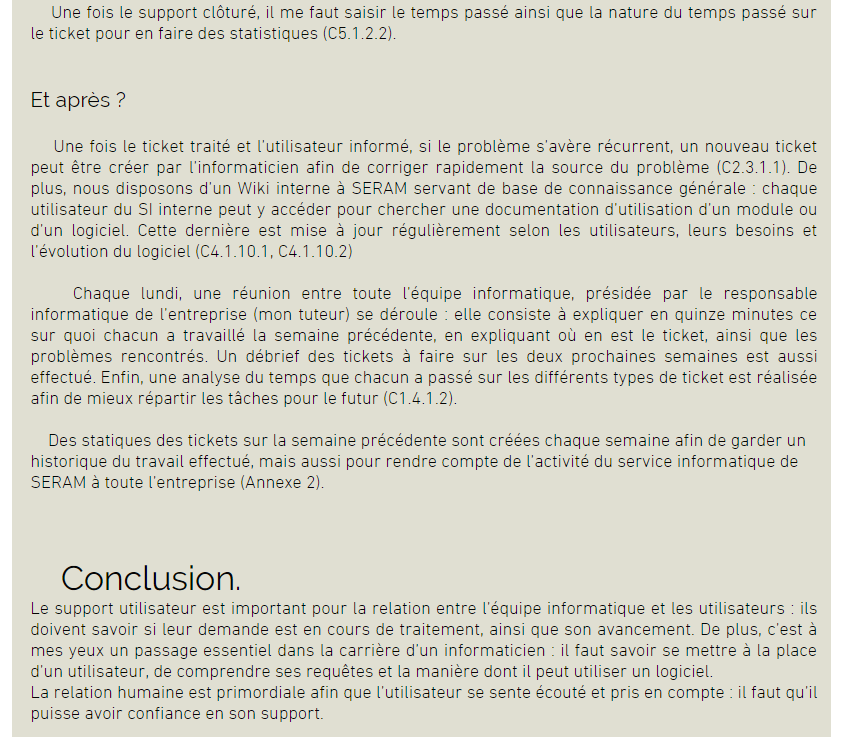 Une fois le support clôturé, il me faut saisir le temps passé ainsi que la nature du temps passé sur
le ticket pour en faire des statistiques (C5.1.2.2).
Et après ?
Une fois le ticket traité et l'utilisateur informé, si le problème s'avère récurrent, un nouveau ticket
peut être créer par l'informaticien afin de corriger rapidement la source du problème (C2.3.1.1). De
plus, nous disposons d'un Wiki interne à SERAM servant de base de connaissance générale : chaque
utilisateur du SI interne peut y accéder pour chercher une documentation d'utilisation d'un module ou
d'un logiciel. Cette dernière est mise à jour régulièrement selon les utilisateurs, leurs besoins et
l'évolution du logiciel (C4.1.10.1, C4.1.10.2)
Chaque lundi, une réunion entre toute l'équipe informatique, présidée par le responsable
informatique de l'entreprise (mon tuteur) se déroule : elle consiste à expliquer en quinze minutes ce
sur quoi chacun a travaillé la semaine précédente, en expliquant où en est le ticket, ainsi que les
problèmes rencontrés. Un débrief des tickets à faire sur les deux prochaines semaines est aussi
effectué. Enfin, une analyse du temps que chacun a passé sur les différents types de ticket est réalisée
afin de mieux répartir les tâches pour le futur (C1.4.1.2).
Des statiques des tickets sur la semaine précédente sont créées chaque semaine afin de garder un
historique du travail effectué, mais aussi pour rendre compte de l'activité du service informatique de
SERAM à toute l'entreprise (Annexe 2).
Conclusion.
Le support utilisateur est important pour la relation entre l'équipe informatique et les utilisateurs : ils
doivent savoir si leur demande est en cours de traitement, ainsi que son avancement. De plus, c'est à
mes yeux un passage essentiel dans la carrière d'un informaticien : il faut savoir se mettre à la place
d'un utilisateur, de comprendre ses requêtes et la manière dont il peut utiliser un logiciel.
La relation humaine est primordiale afin que l'utilisateur se sente écouté et pris en compte : il faut qu'il
puisse avoir confiance en son support.